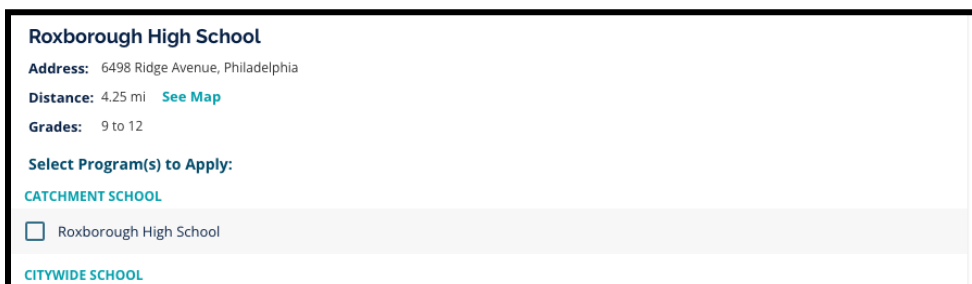 Roxborough High School
Address: 6498 Ridge Avenue, Philadelphia
Distance: 4.25 mi See Map
Grades: 9 to 12
Select Program(s) to Apply:
CATCHMENT SCHOOL
Roxborough High School
CITYWIDE SCHOOL